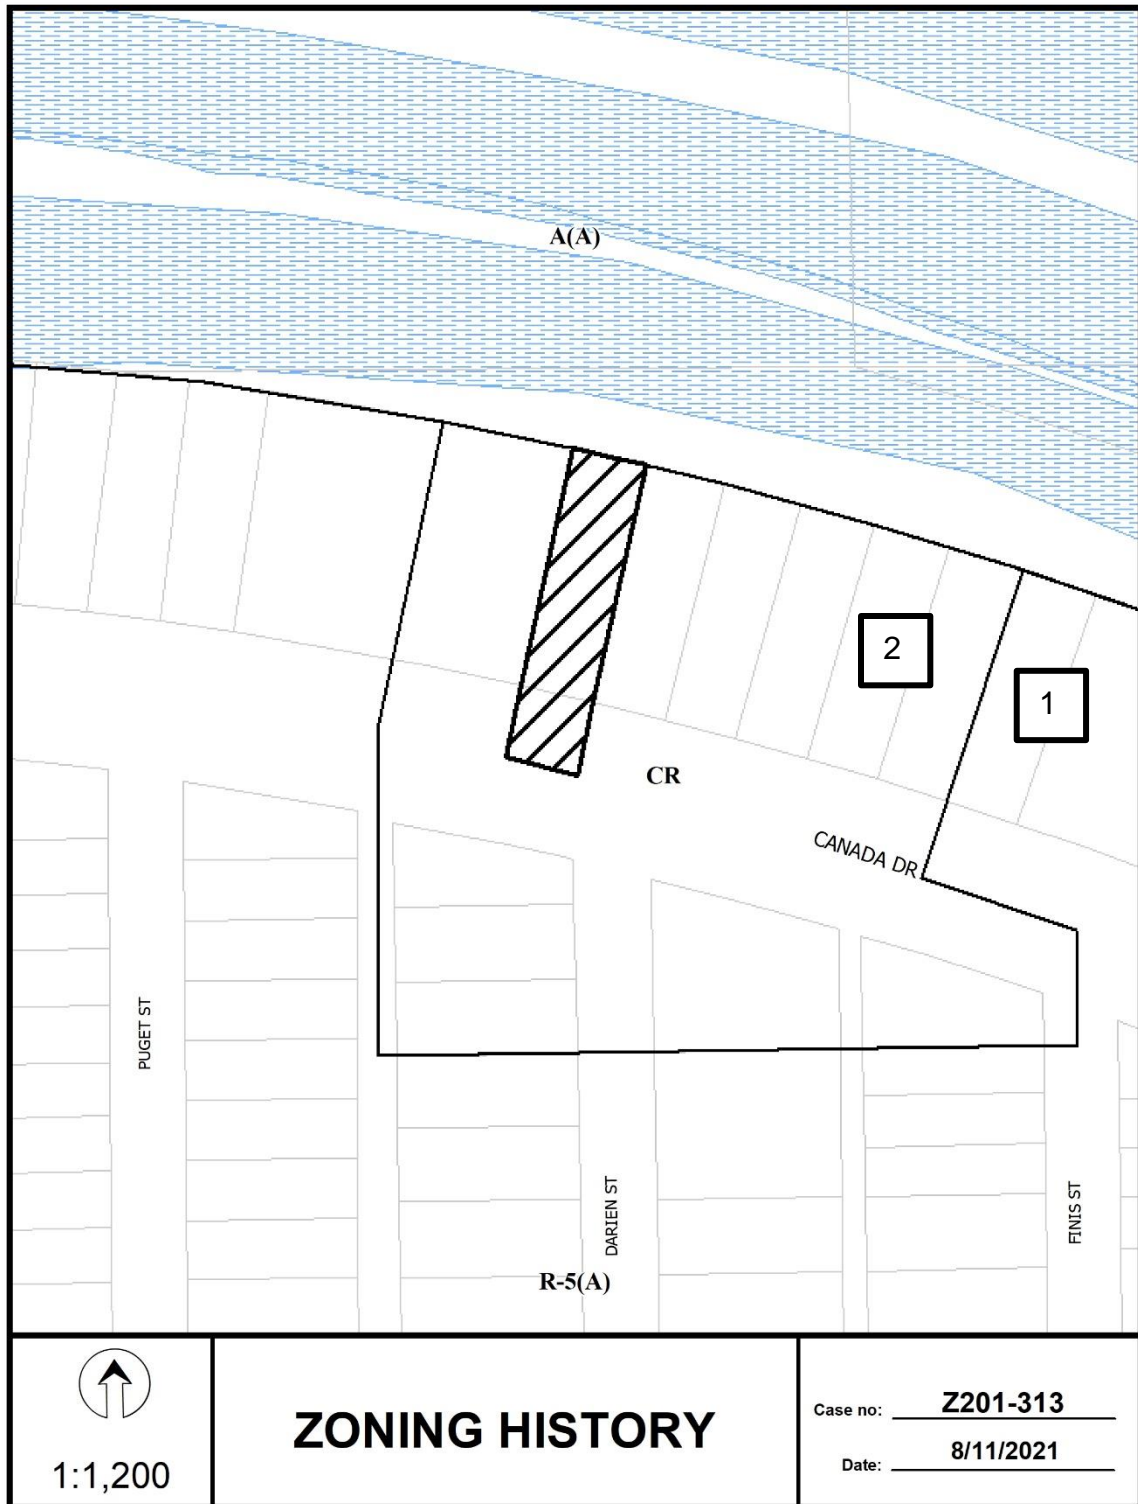 A(A)
2
1
CR
CANADA DR
PUGET ST
DARIEN ST
FINIS ST
R-5(A)
1:1,200
ZONING HISTORY
Case no: Z201-313
Date: 8/11/2021